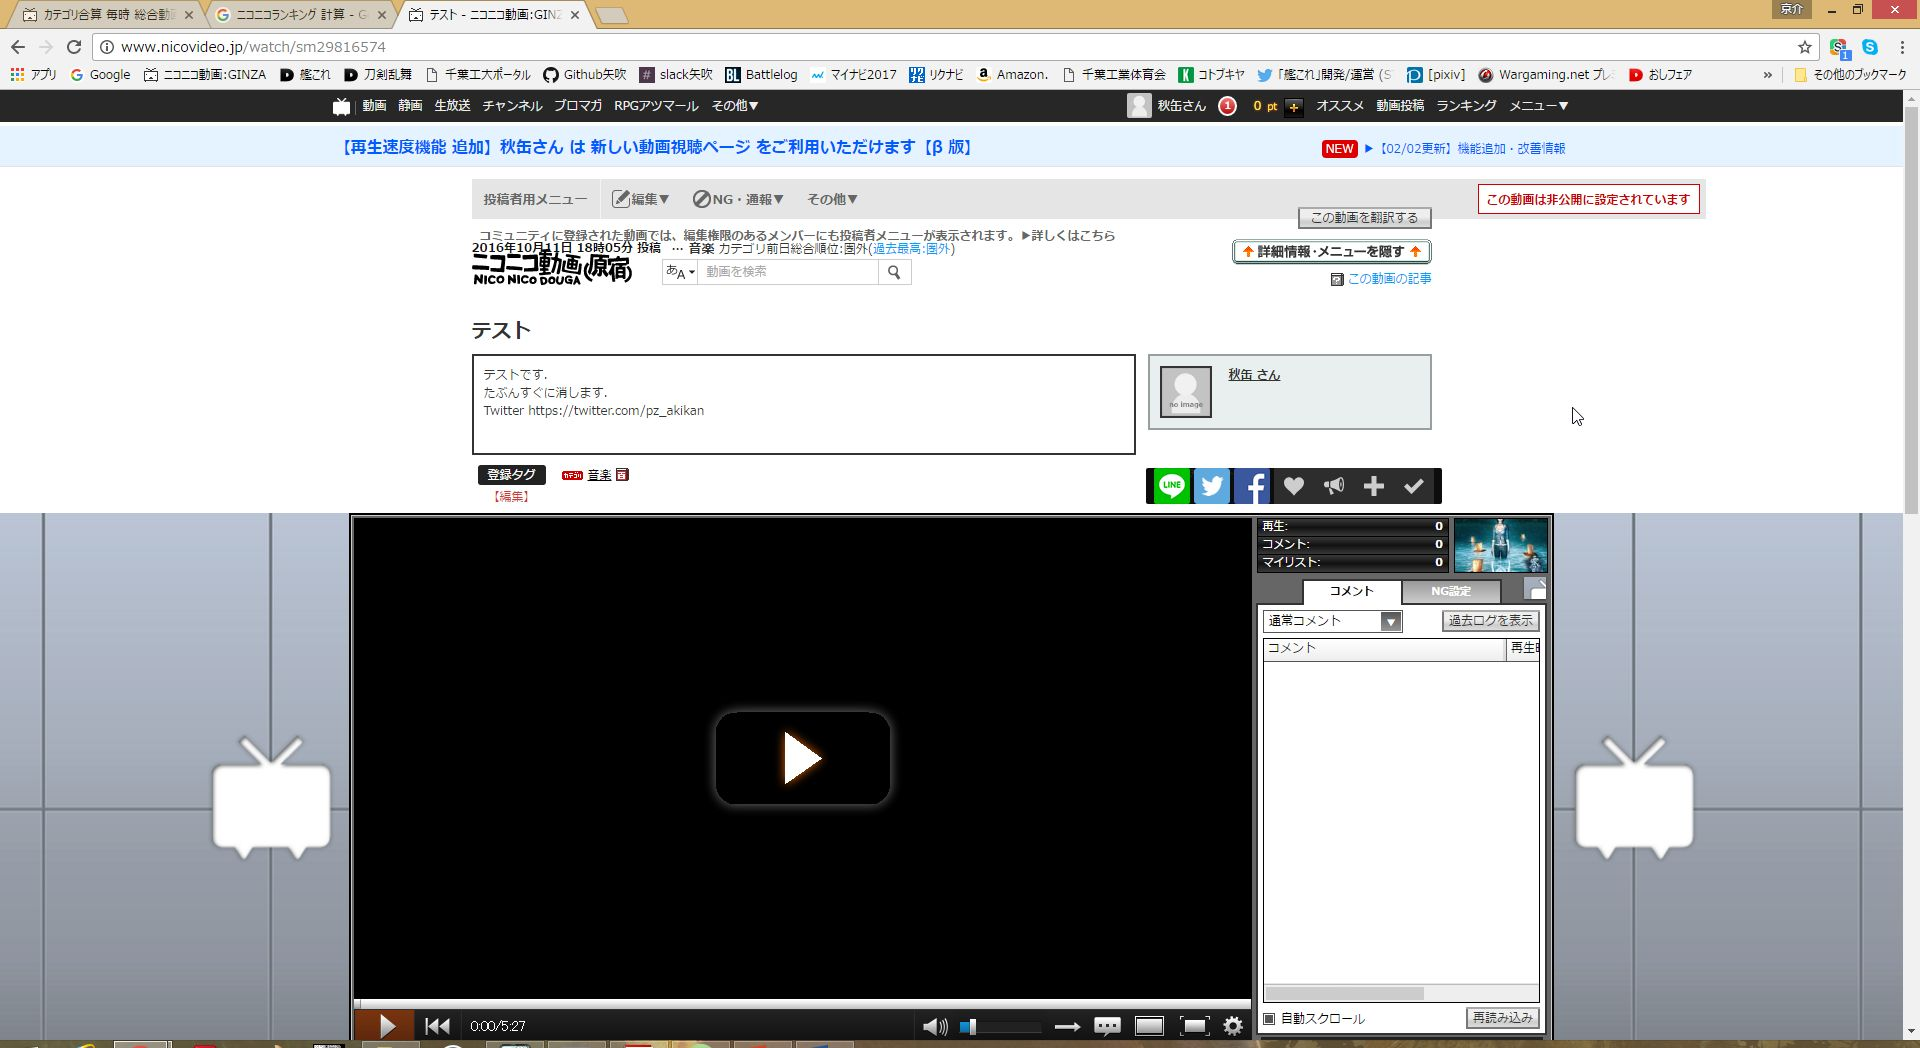 カテゴリ合算 毎時 総合動画
ニコニコランキング 計算 - G
テスト - ニコニコ動画:GINZ
京介
www.nicovideo.jp/watch/sm29816574
アプリ Google ニコニコ動画:GINZA 艦これ 刀剣乱舞 千葉工大ポータル Github矢吹 slack矢吹 Battlelog マイナビ2017 リクナビ Amazon. 千葉工業体育会 コトブキヤ 「艦これ」開発/運営 (S [pixiv] Wargaming.net プレ おしフェア » その他のブックマーク
動画 静画 生放送 チャンネル ブロマガ RPGアツマール その他▼ 秋缶さん 1 0 pt + オススメ 動画投稿 ランキング メニュー▼
【再生速度機能 追加】秋缶さん は 新しい動画視聴ページ をご利用いただけます【β 版】 NEW ▶【02/02更新】機能追加・改善情報
投稿者用メニュー 編集▼ NG・通報▼ その他▼ この動画は非公開に設定されています
この動画を翻訳する
コミュニティに登録された動画では、編集権限のあるメンバーにも投稿者メニューが表示されます。▶詳しくはこちら
2016年10月11日 18時05分 投稿 … 音楽 カテゴリ前日総合順位:圏外(過去最高:圏外)
詳細情報・メニューを隠す
ニコニコ動画(原宿)
NICO NICO DOUGA
あA 動画を検索
この動画の記事
テスト
テストです.
たぶんすぐに消します.
Twitter https://twitter.com/pz_akikan
秋缶 さん
no image
登録タグ カテゴリ 音楽
【編集】
LINE
再生: 0
コメント: 0
マイリスト: 0
コメント NG設定
通常コメント 過去ログを表示
コメント 再生
自動スクロール 再読み込み
0:00/5:27